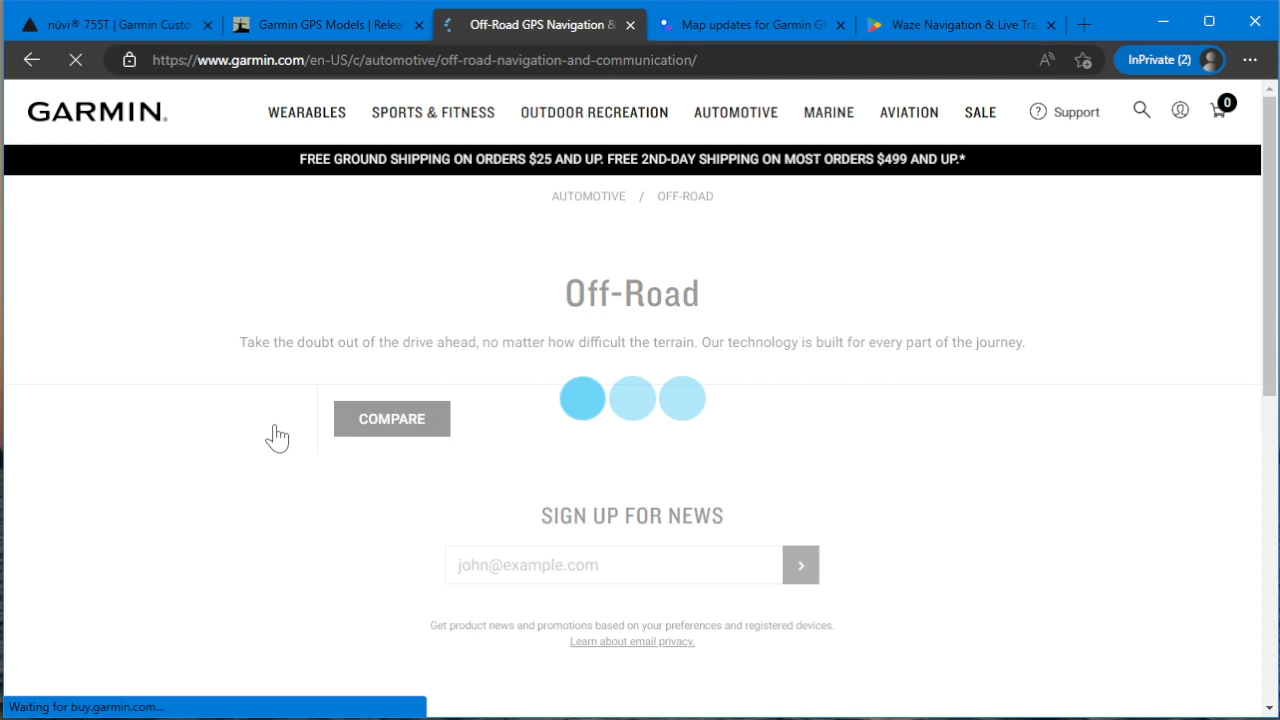 nüvi® 755T | Garmin Custo
Garmin GPS Models | Relea
Off-Road GPS Navigation &
Map updates for Garmin GP
Waze Navigation & Live Tra
https://www.garmin.com/en-US/c/automotive/off-road-navigation-and-communication/
InPrivate (2)
GARMIN.
WEARABLES
SPORTS & FITNESS
OUTDOOR RECREATION
AUTOMOTIVE
MARINE
AVIATION
SALE
Support
0
FREE GROUND SHIPPING ON ORDERS $25 AND UP. FREE 2ND-DAY SHIPPING ON MOST ORDERS $499 AND UP.*
AUTOMOTIVE / OFF-ROAD
Off-Road
Take the doubt out of the drive ahead, no matter how difficult the terrain. Our technology is built for every part of the journey.
COMPARE
SIGN UP FOR NEWS
john@example.com
Get product news and promotions based on your preferences and registered devices.
Learn about email privacy.
Waiting for buy.garmin.com...